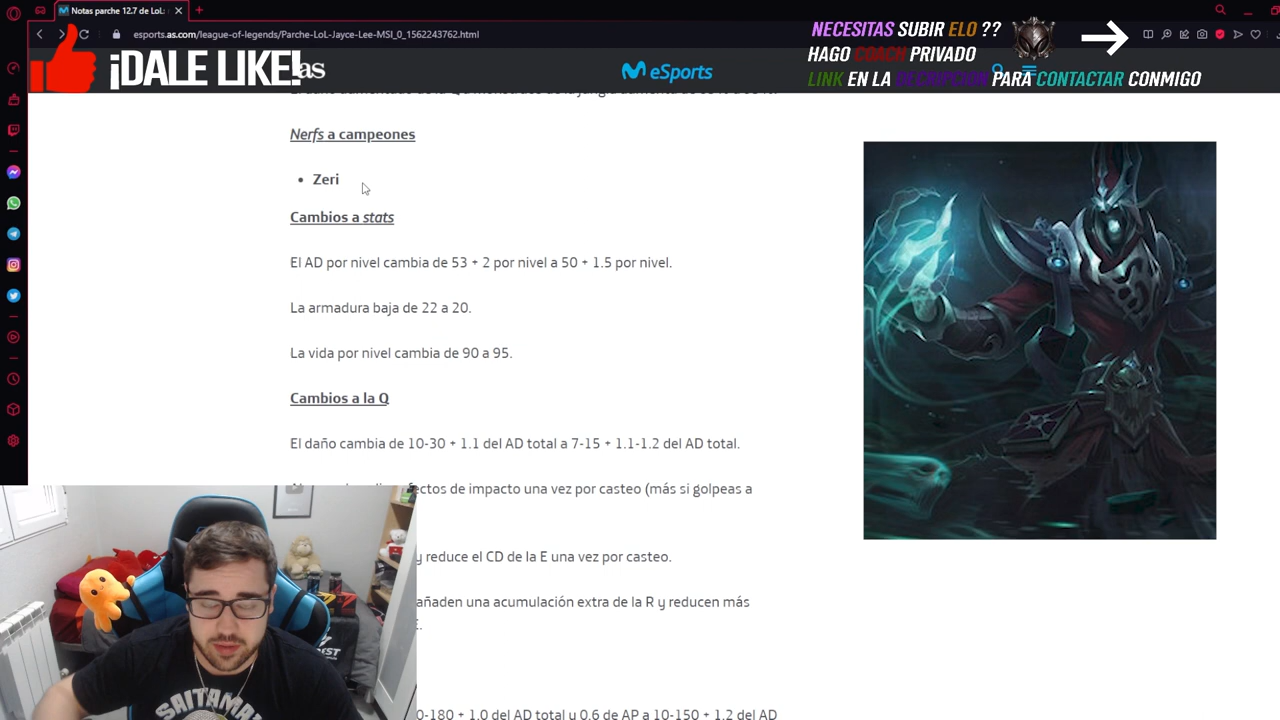 Notas parche 12.7 de LoL:
esports.as.com/league-of-legends/Parche-LoL-Jayce-Lee-MSI_0_1562243762.html
NECESITAS SUBIR ELO ??
HAGO COACH PRIVADO
LINK EN LA DECRIPCION PARA CONTACTAR CONMIGO
¡DALE LIKE!
as
eSports
Nerfs a campeones
• Zeri
Cambios a stats
El AD por nivel cambia de 53 + 2 por nivel a 50 + 1.5 por nivel.
La armadura baja de 22 a 20.
La vida por nivel cambia de 90 a 95.
Cambios a la Q
El daño cambia de 10-30 + 1.1 del AD total a 7-15 + 1.1-1.2 del AD total.
fectos de impacto una vez por casteo (más si golpeas a
y reduce el CD de la E una vez por casteo.
añaden una acumulación extra de la R y reducen más
E.
0-180 + 1.0 del AD total y 0.6 de AP a 10-150 + 1.2 del AD
SAITAMA